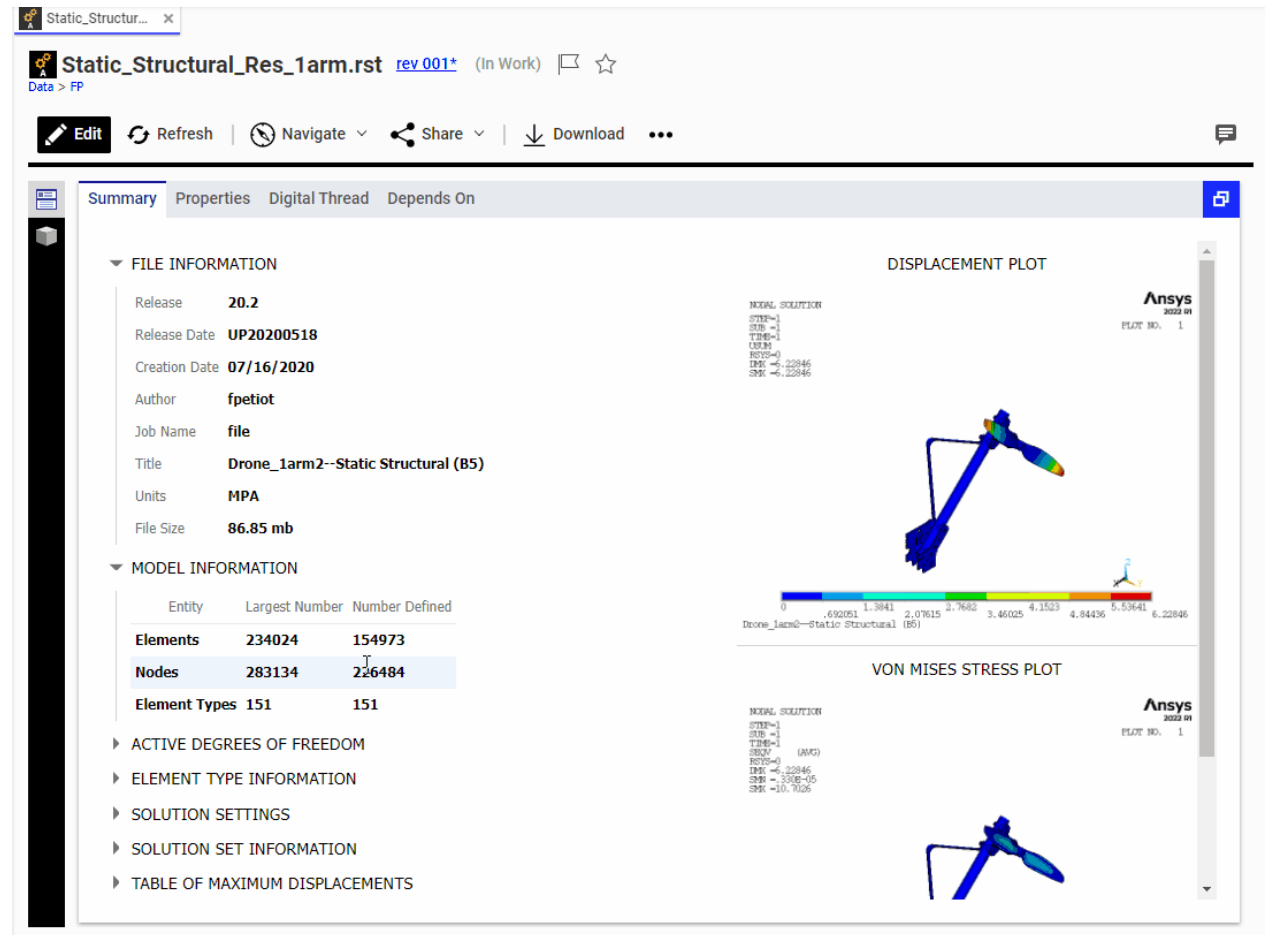 Static_Structur... ×
Static_Structural_Res_1arm.rst rev 001* (In Work)
Data > FP
Edit Refresh Navigate Share Download •••
Summary Properties Digital Thread Depends On
FILE INFORMATION
Release 20.2
Release Date UP20200518
Creation Date 07/16/2020
Author fpetiot
Job Name file
Title Drone_1arm2--Static Structural (B5)
Units MPA
File Size 86.85 mb
MODEL INFORMATION
Entity Largest Number Number Defined
Elements 234024 154973
Nodes 283134 226484
Element Types 151 151
ACTIVE DEGREES OF FREEDOM
ELEMENT TYPE INFORMATION
SOLUTION SETTINGS
SOLUTION SET INFORMATION
TABLE OF MAXIMUM DISPLACEMENTS
DISPLACEMENT PLOT
NODAL SOLUTION
STEP=1
SUB =1
TIME=1
USUM
RSYS=0
DMX =6.22846
SMX =6.22846
Ansys
2022 R1
PLOT NO. 1
Z
X Y
0 1.3841 2.7682 4.1523 5.53641
.692051 2.07615 3.46025 4.84436 6.22846
Drone_1arm2--Static Structural (B5)
VON MISES STRESS PLOT
NODAL SOLUTION
STEP=1
SUB =1
TIME=1
SEQV (AVG)
RSYS=0
DMX =6.22846
SMN =.330E-05
SMX =10.7026
Ansys
2022 R1
PLOT NO. 1